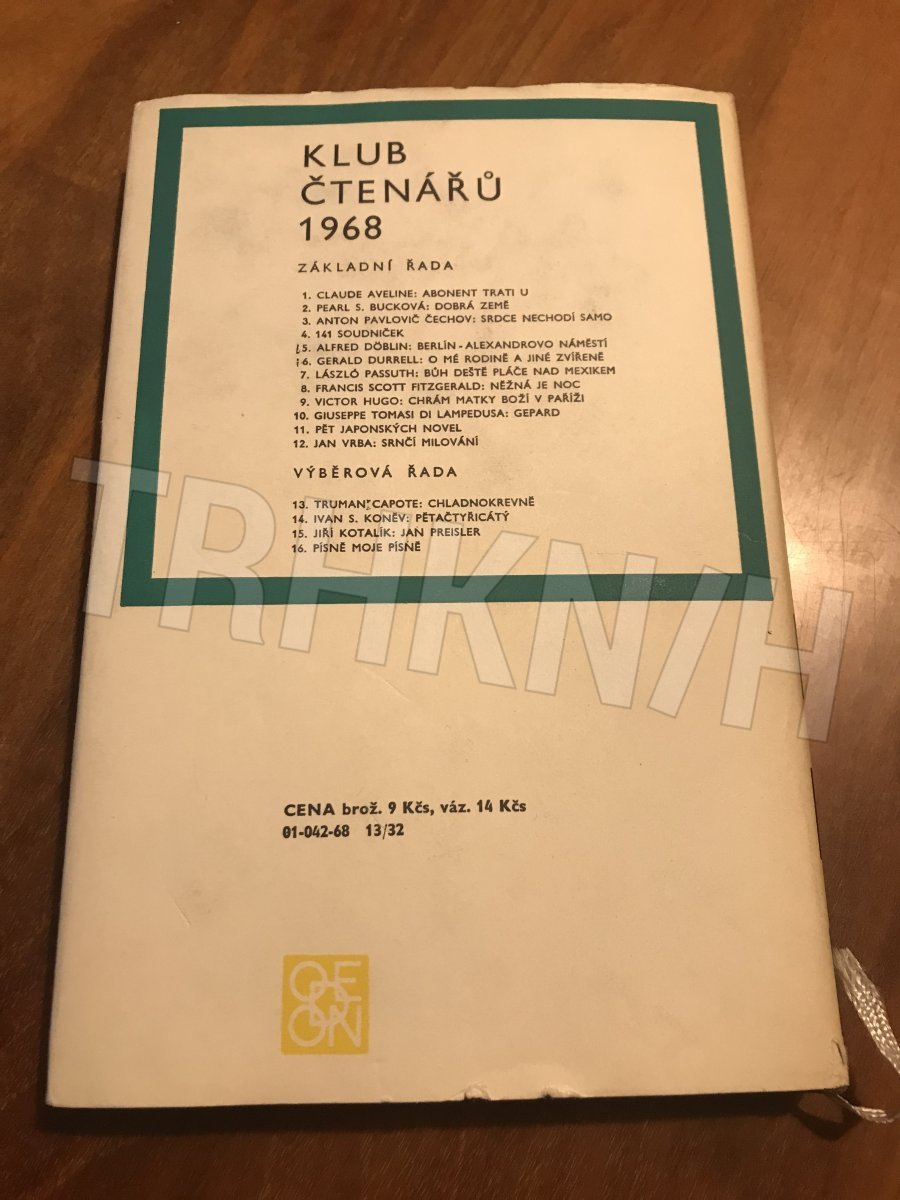 KLUB
ČTENÁŘŮ
1968
ZÁKLADNÍ ŘADA
1. CLAUDE AVELINE: ABONENT TRATI U
2. PEARL S. BUCKOVÁ: DOBRÁ ZEMĚ
3. ANTON PAVLOVIČ ČECHOV: SRDCE NECHODÍ SAMO
4. 141 SOUDNIČEK
5. ALFRED DÖBLIN: BERLÍN - ALEXANDROVO NÁMĚSTÍ
6. GERALD DURRELL: O MÉ RODINĚ A JINÉ ZVÍŘENĚ
7. LÁSZLÓ PASSUTH: BŮH DEŠTĚ PLÁČE NAD MEXIKEM
8. FRANCIS SCOTT FITZGERALD: NĚŽNÁ JE NOC
9. VICTOR HUGO: CHRÁM MATKY BOŽÍ V PAŘÍŽI
10. GIUSEPPE TOMASI DI LAMPEDUSA: GEPARD
11. PĚT JAPONSKÝCH NOVEL
12. JAN VRBA: SRNČÍ MILOVÁNÍ
VÝBĚROVÁ ŘADA
13. TRUMAN CAPOTE: CHLADNOKREVNĚ
14. IVAN S. KONĚV: PĚTAČTYŘICÁTÝ
15. JIŘÍ KOTALÍK: JAN PREISLER
16. PÍSNĚ MOJE PÍSNĚ
TRHKN/H
CENA brož. 9 Kčs, váz. 14 Kčs
01-042-68 13/32
ODEON